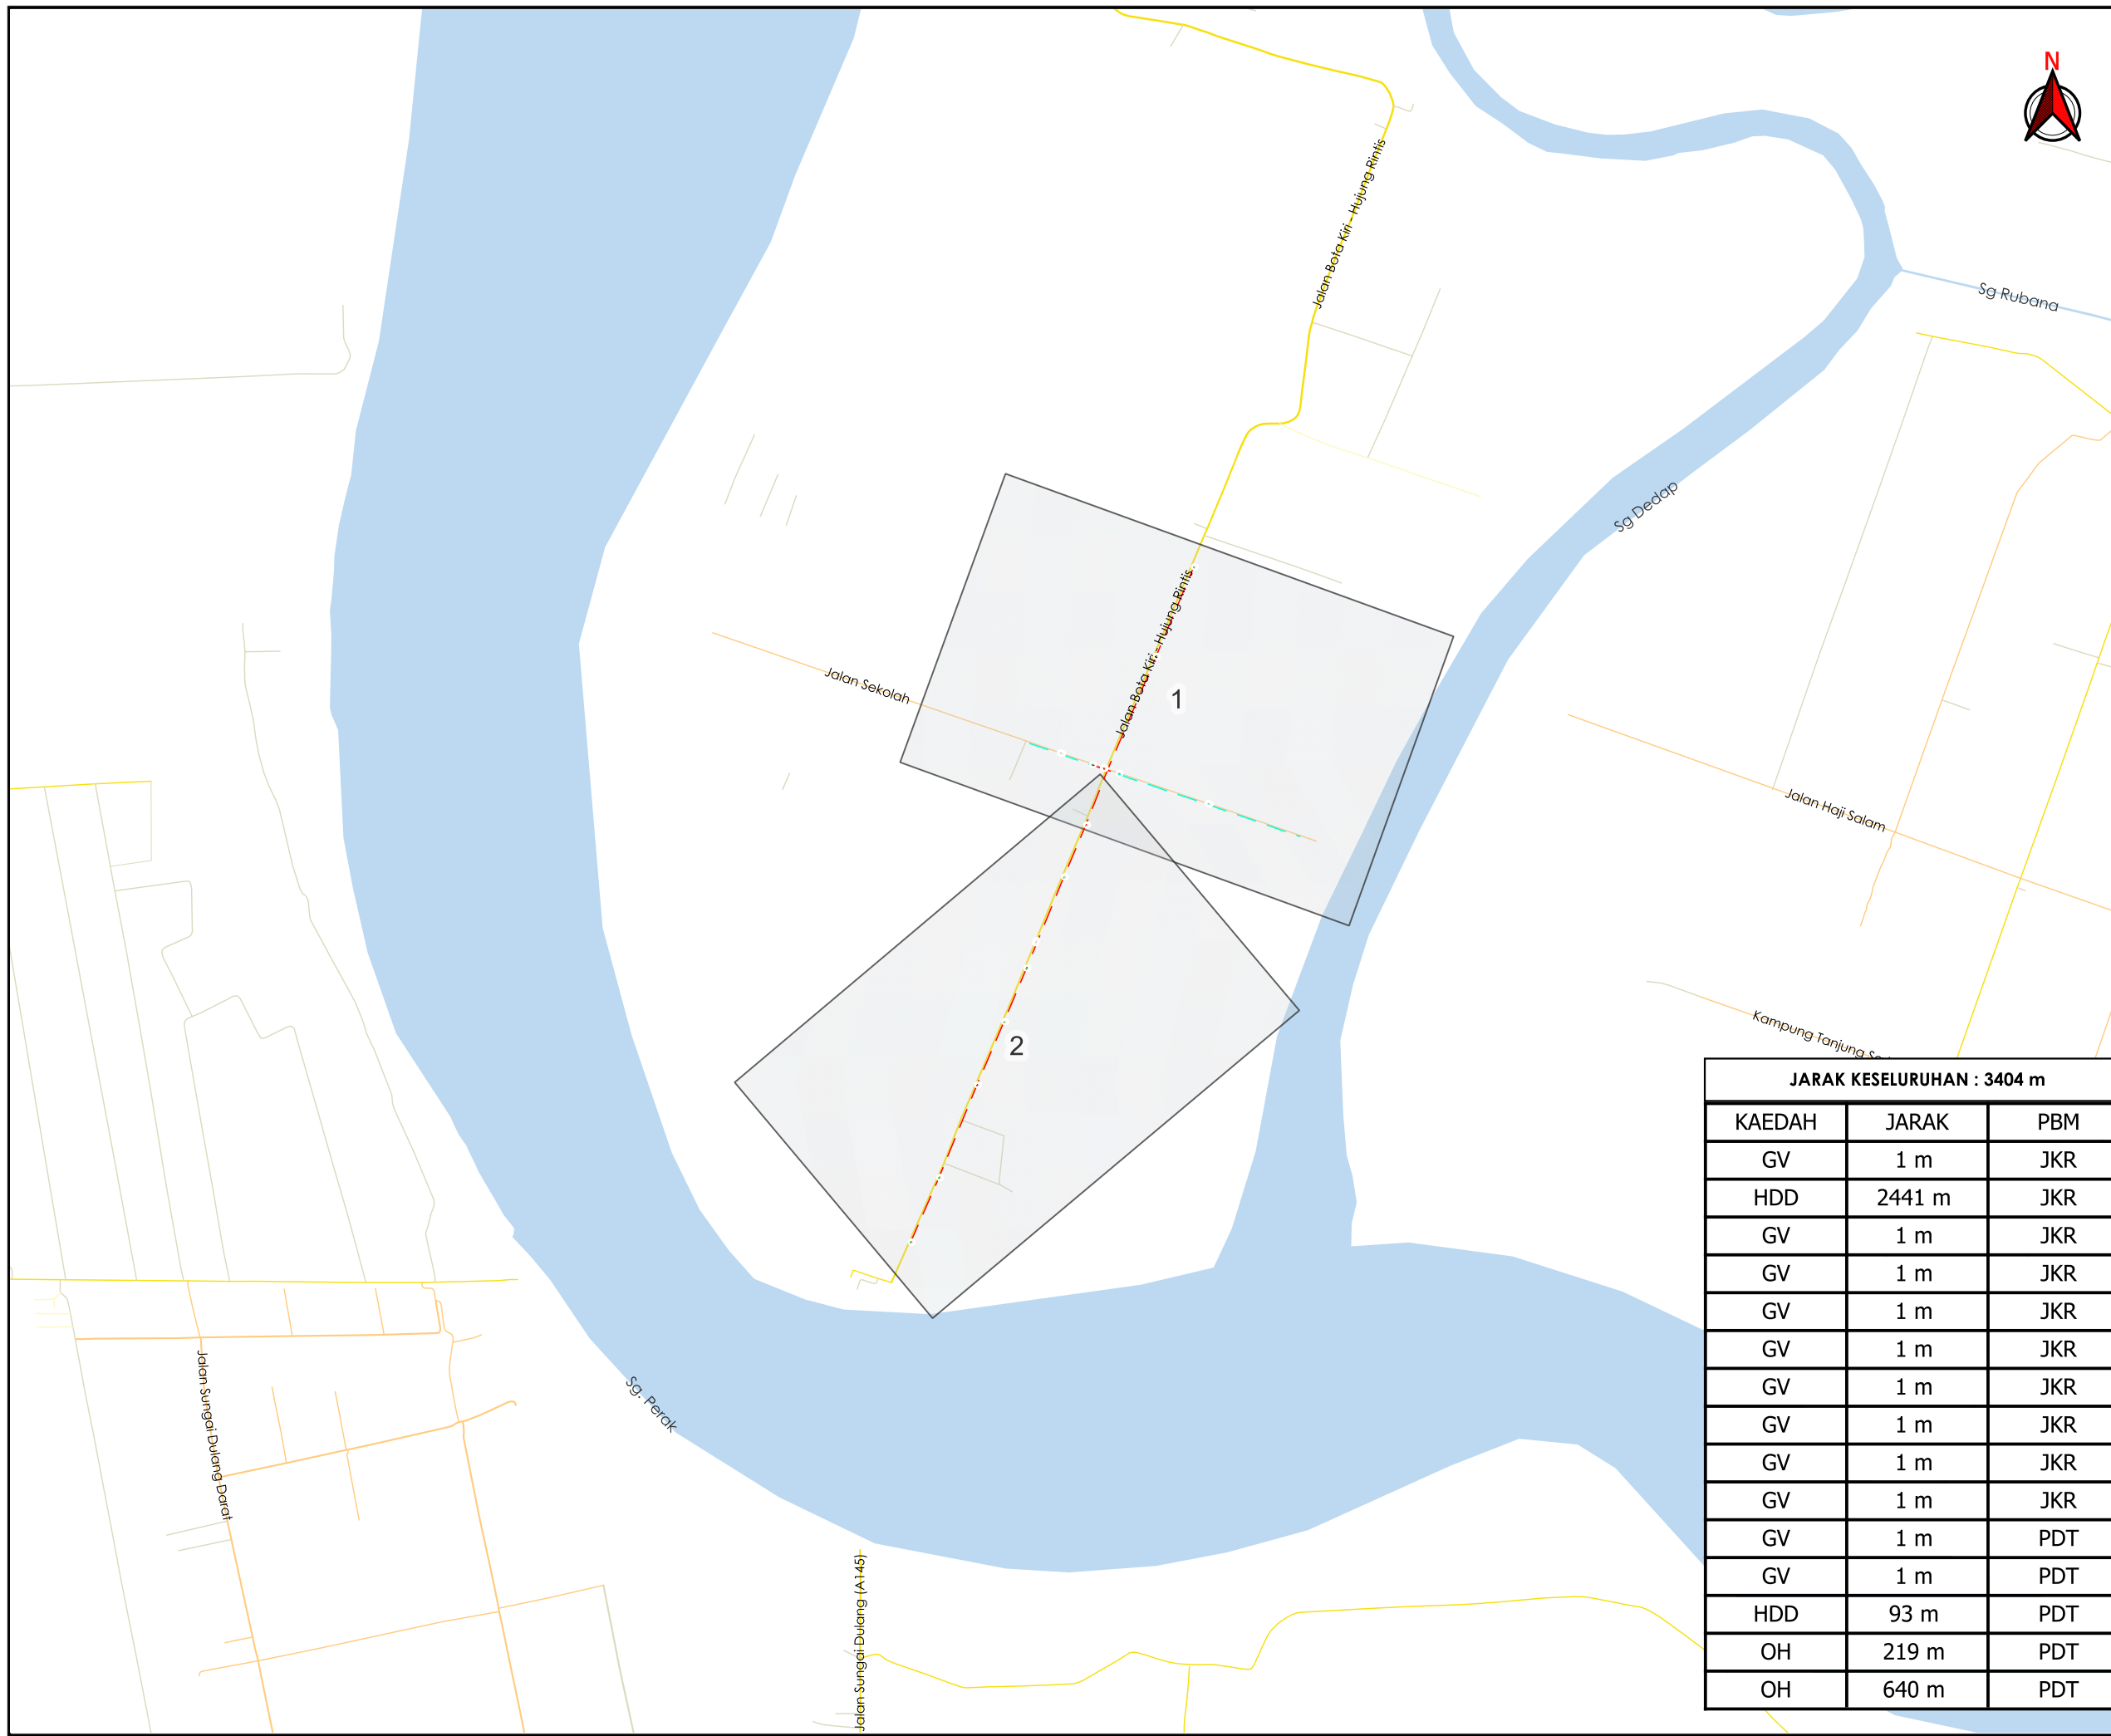 N
Jalan Bota Kiri - Hujung Rintis
Sg Rubana
Sg Dedap
Jalan Bota Kiri - Hujung Rintis
Jalan Sekolah
1
Jalan Haji Salam
2
Kampung Tanjung
Sg. Perak
Jalan Sungai Dulang Darat
Jalan Sungai Dulang (A145)
JARAK KESELURUHAN : 3404 m
KAEDAH JARAK PBM
GV 1 m JKR
HDD 2441 m JKR
GV 1 m JKR
GV 1 m JKR
GV 1 m JKR
GV 1 m JKR
GV 1 m JKR
GV 1 m JKR
GV 1 m JKR
GV 1 m JKR
GV 1 m PDT
GV 1 m PDT
HDD 93 m PDT
OH 219 m PDT
OH 640 m PDT